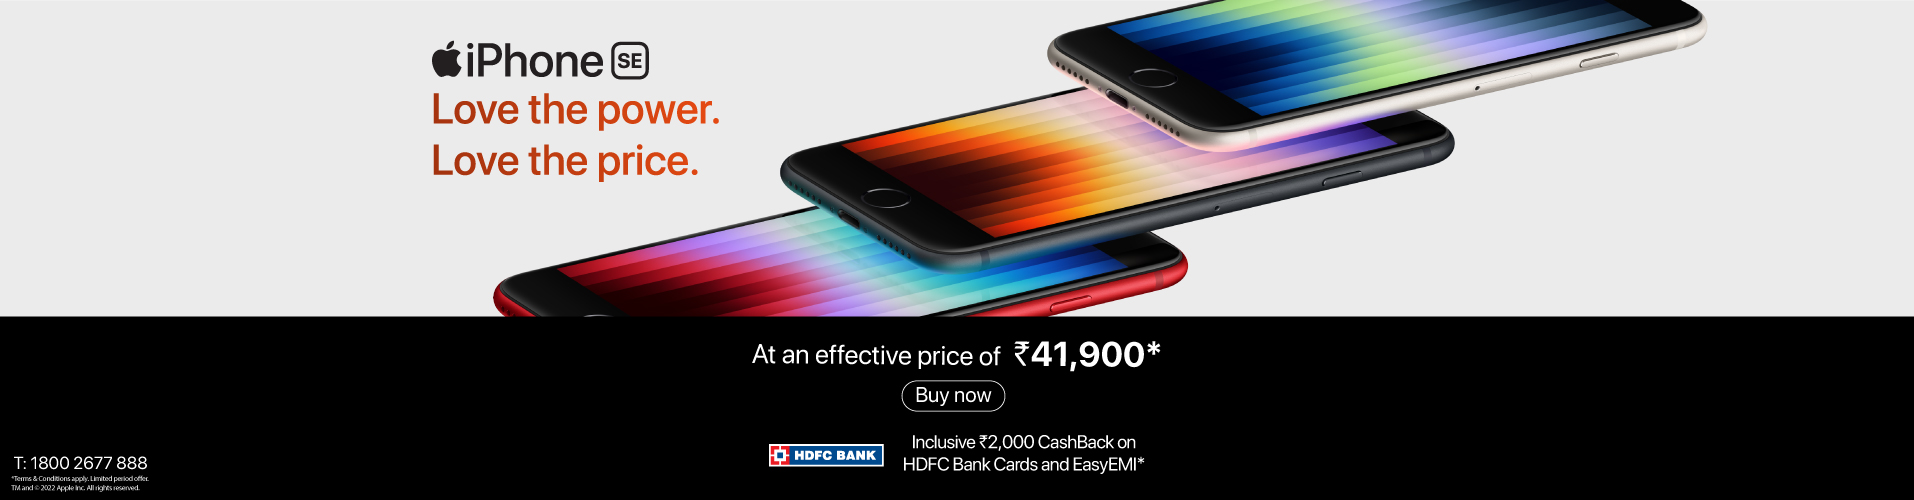 iPhone SE
Love the power.
Love the price.
At an effective price of ₹41,900*
Buy now
HDFC BANK
Inclusive ₹2,000 CashBack on
HDFC Bank Cards and EasyEMI*
T: 1800 2677 888
*Terms & Conditions apply. Limited period offer.
TM and © 2022 Apple Inc. All rights reserved.